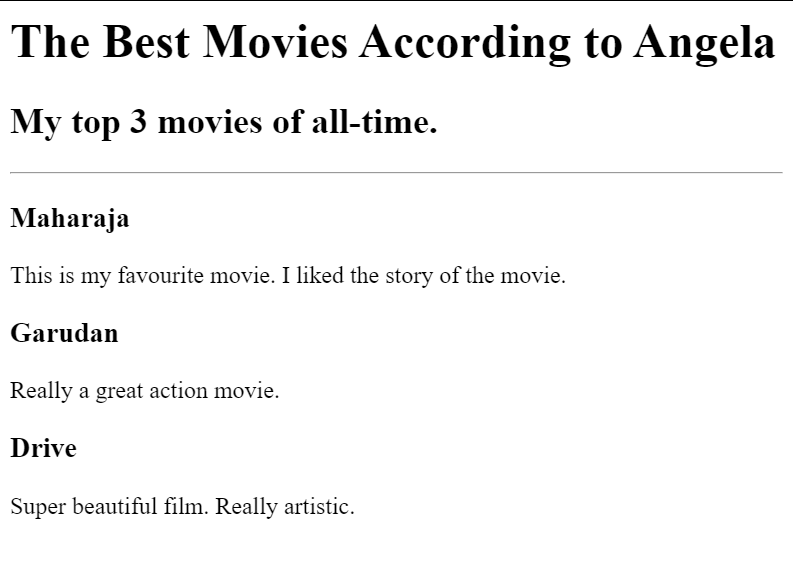 The Best Movies According to Angela
My top 3 movies of all-time.
Maharaja
This is my favourite movie. I liked the story of the movie.
Garudan
Really a great action movie.
Drive
Super beautiful film. Really artistic.